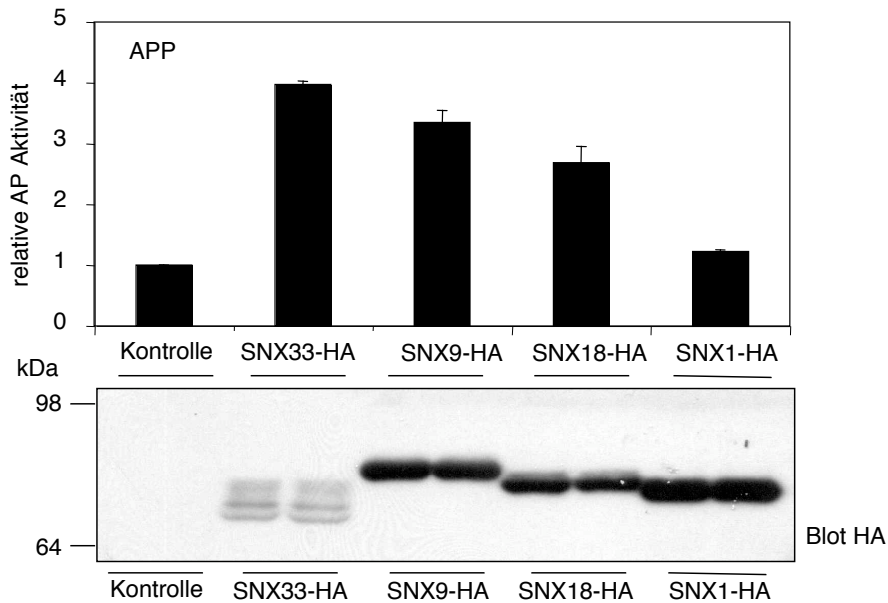 5
APP
4
3
2
1
0
relative AP Aktivität
Kontrolle SNX33-HA SNX9-HA SNX18-HA SNX1-HA
kDa
98
64
Blot HA
Kontrolle SNX33-HA SNX9-HA SNX18-HA SNX1-HA